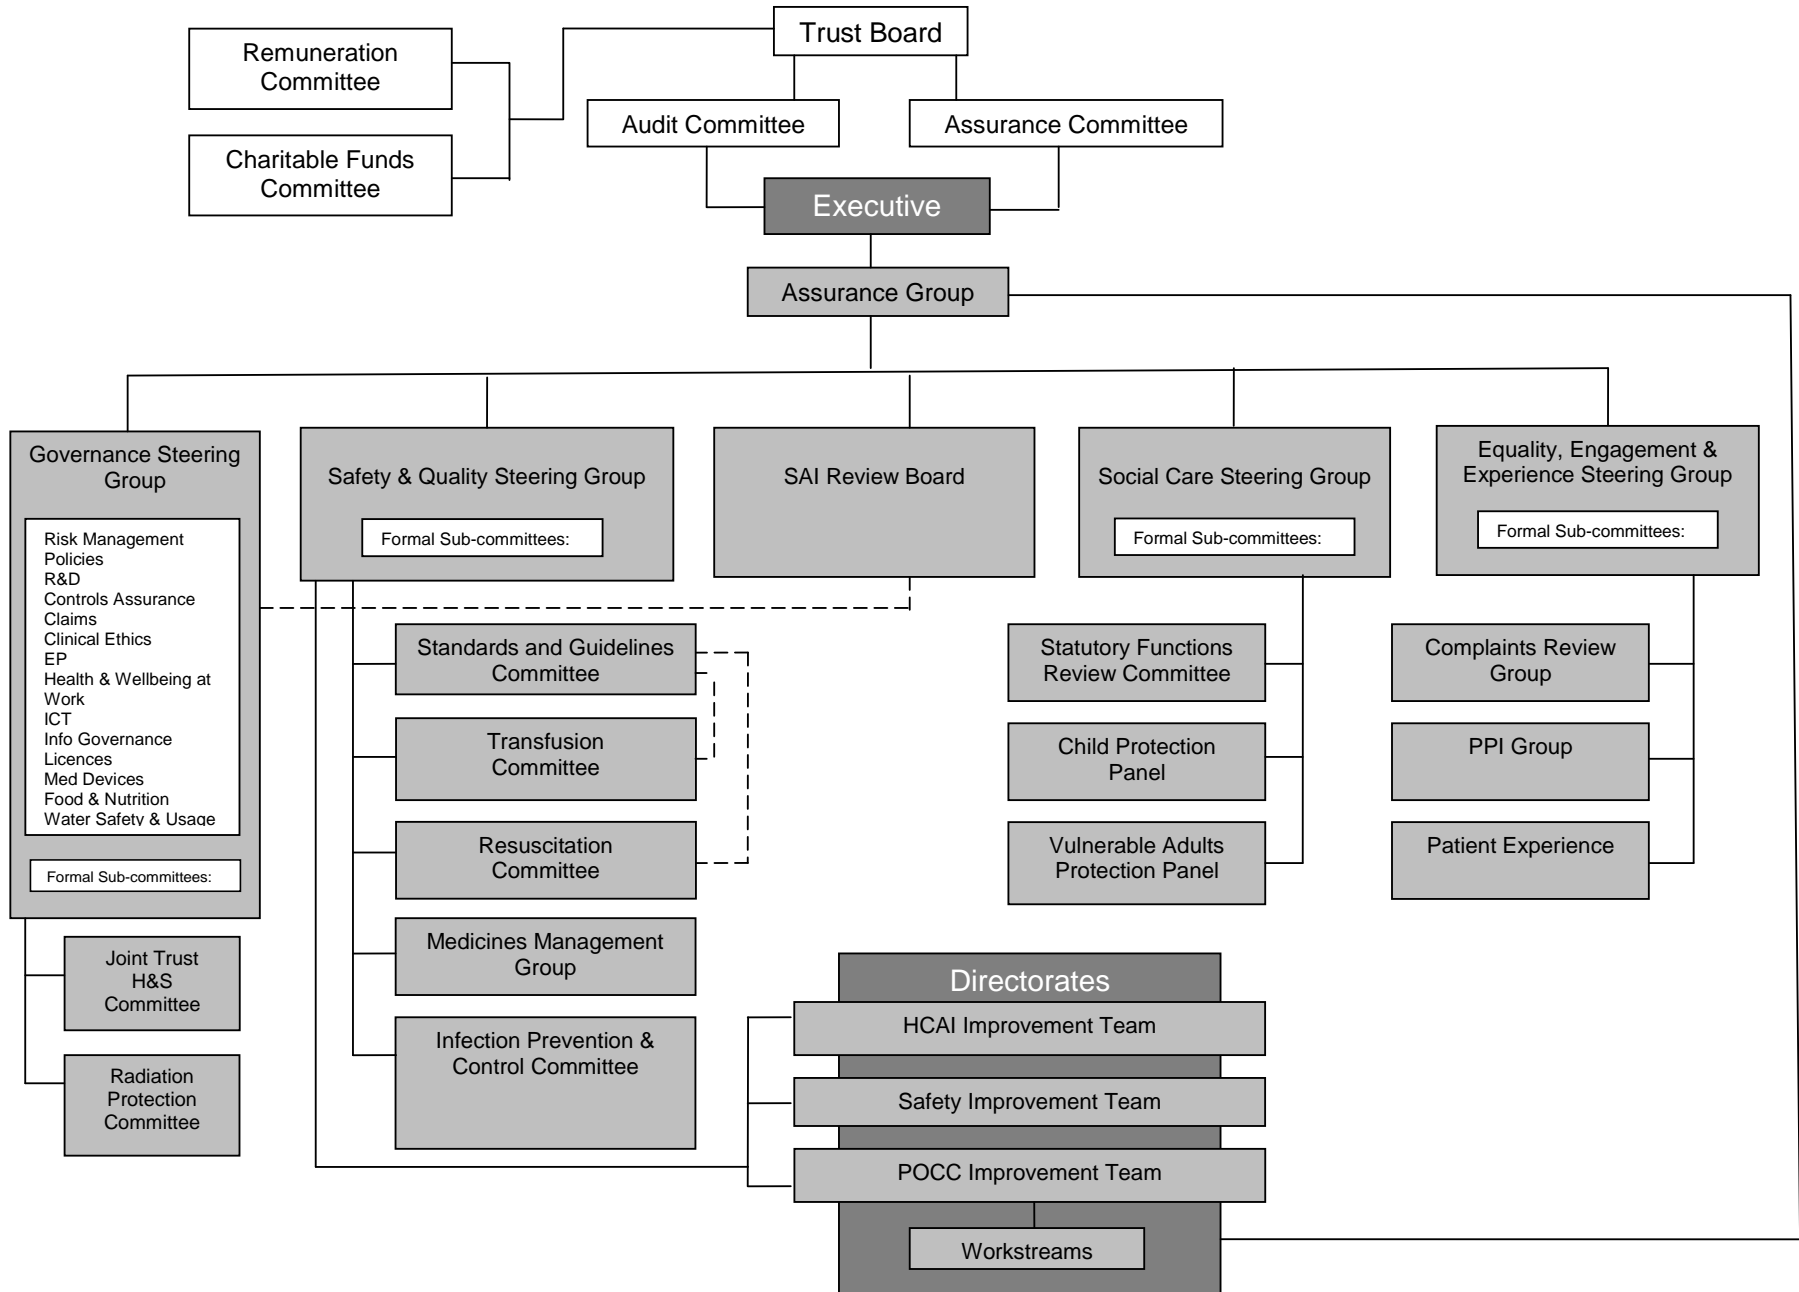 Trust Board
Remuneration
Committee
Audit Committee
Assurance Committee
Charitable Funds
Committee
Executive
Assurance Group
Governance Steering
Group
Risk Management
Policies
R&D
Controls Assurance
Claims
Clinical Ethics
EP
Health & Wellbeing at
Work
ICT
Info Governance
Licences
Med Devices
Food & Nutrition
Water Safety & Usage
Formal Sub-committees:
Joint Trust
H&S
Committee
Radiation
Protection
Committee
Safety & Quality Steering Group
Formal Sub-committees:
Standards and Guidelines
Committee
Transfusion
Committee
Resuscitation
Committee
Medicines Management
Group
Infection Prevention &
Control Committee
SAI Review Board
Social Care Steering Group
Formal Sub-committees:
Statutory Functions
Review Committee
Child Protection
Panel
Vulnerable Adults
Protection Panel
Equality, Engagement &
Experience Steering Group
Formal Sub-committees:
Complaints Review
Group
PPI Group
Patient Experience
Directorates
HCAI Improvement Team
Safety Improvement Team
POCC Improvement Team
Workstreams